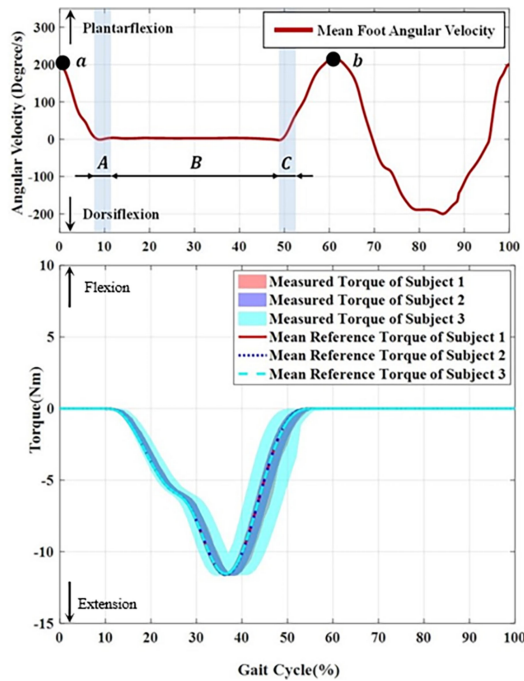 Plantarflexion
Mean Foot Angular Velocity
Angular Velocity (Degree/s)
200
100
0
-100
-200
a
b
A
B
C
Dorsiflexion
0 10 20 30 40 50 60 70 80 90 100
10
5
0
-5
-10
-15
Flexion
Measured Torque of Subject 1
Measured Torque of Subject 2
Measured Torque of Subject 3
Mean Reference Torque of Subject 1
Mean Reference Torque of Subject 2
Mean Reference Torque of Subject 3
Torque(Nm)
Extension
0 10 20 30 40 50 60 70 80 90 100
Gait Cycle(%)